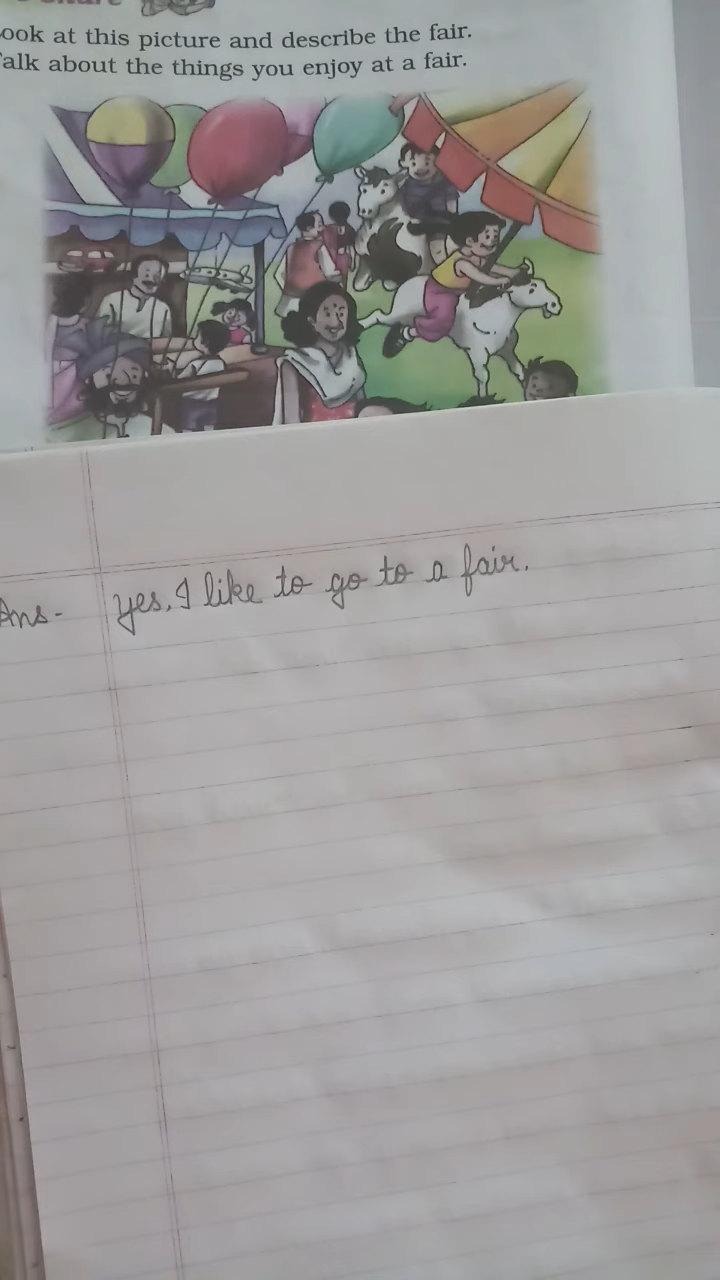 ook at this picture and describe the fair.
alk about the things you enjoy at a fair.
Ans- yes, I like to go to a fair.